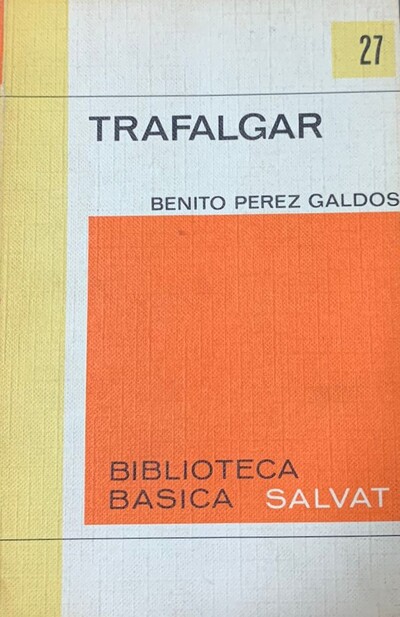 27
TRAFALGAR
BENITO PEREZ GALDOS
BIBLIOTECA
BASICA SALVAT